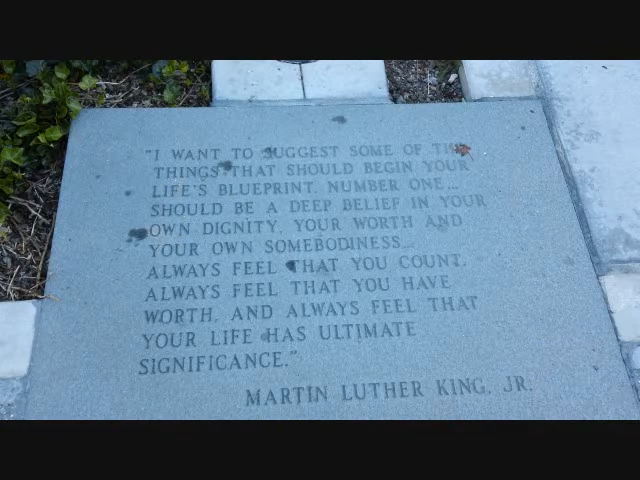 "I WANT TO SUGGEST SOME OF THE
THINGS THAT SHOULD BEGIN YOUR
LIFE'S BLUEPRINT. NUMBER ONE...
SHOULD BE A DEEP BELIEF IN YOUR
OWN DIGNITY, YOUR WORTH AND
YOUR OWN SOMEBODINESS...
ALWAYS FEEL THAT YOU COUNT.
ALWAYS FEEL THAT YOU HAVE
WORTH, AND ALWAYS FEEL THAT
YOUR LIFE HAS ULTIMATE
SIGNIFICANCE."
MARTIN LUTHER KING, JR.